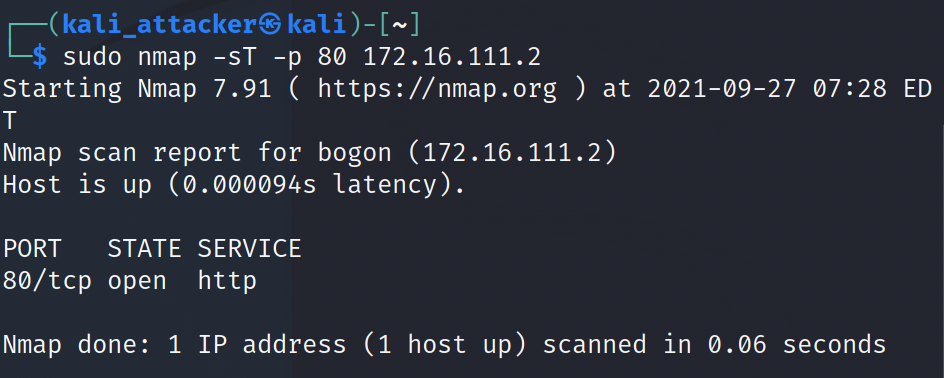 ┌──(kali_attacker㉿kali)-[~]
└─$ sudo nmap -sT -p 80 172.16.111.2
Starting Nmap 7.91 ( https://nmap.org ) at 2021-09-27 07:28 ED
T
Nmap scan report for bogon (172.16.111.2)
Host is up (0.000094s latency).
PORT   STATE SERVICE
80/tcp open  http
Nmap done: 1 IP address (1 host up) scanned in 0.06 seconds